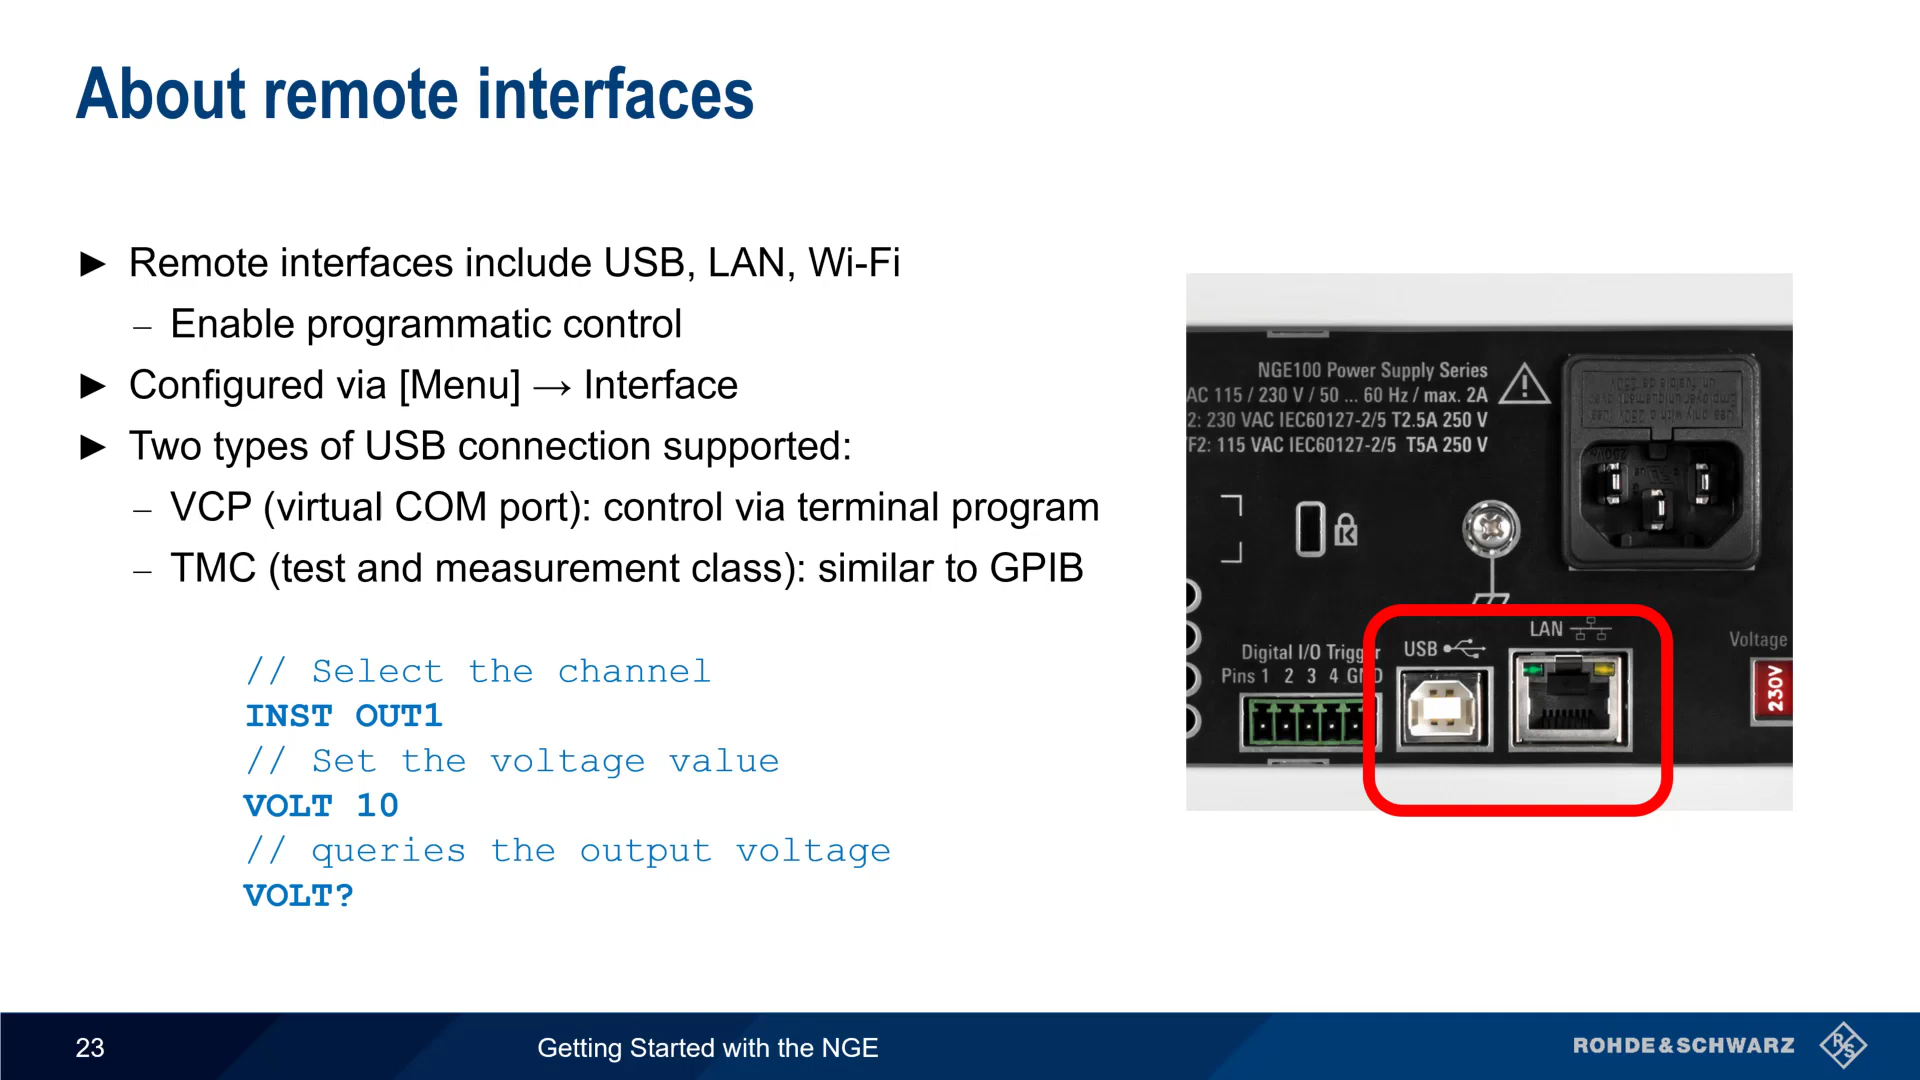 About remote interfaces
► Remote interfaces include USB, LAN, Wi-Fi
– Enable programmatic control
► Configured via [Menu] → Interface
► Two types of USB connection supported:
– VCP (virtual COM port): control via terminal program
– TMC (test and measurement class): similar to GPIB
// Select the channel
INST OUT1
// Set the voltage value
VOLT 10
// queries the output voltage
VOLT?
NGE100 Power Supply Series
AC 115 / 230 V / 50 ... 60 Hz / max. 2A
2: 230 VAC IEC60127-2/5 T2.5A 250 V
F2: 115 VAC IEC60127-2/5 T5A 250 V
K
Digital I/O Trigger
Pins 1 2 3 4 GND
USB
LAN
Voltage
230V
23
Getting Started with the NGE
ROHDE&SCHWARZ
R&S